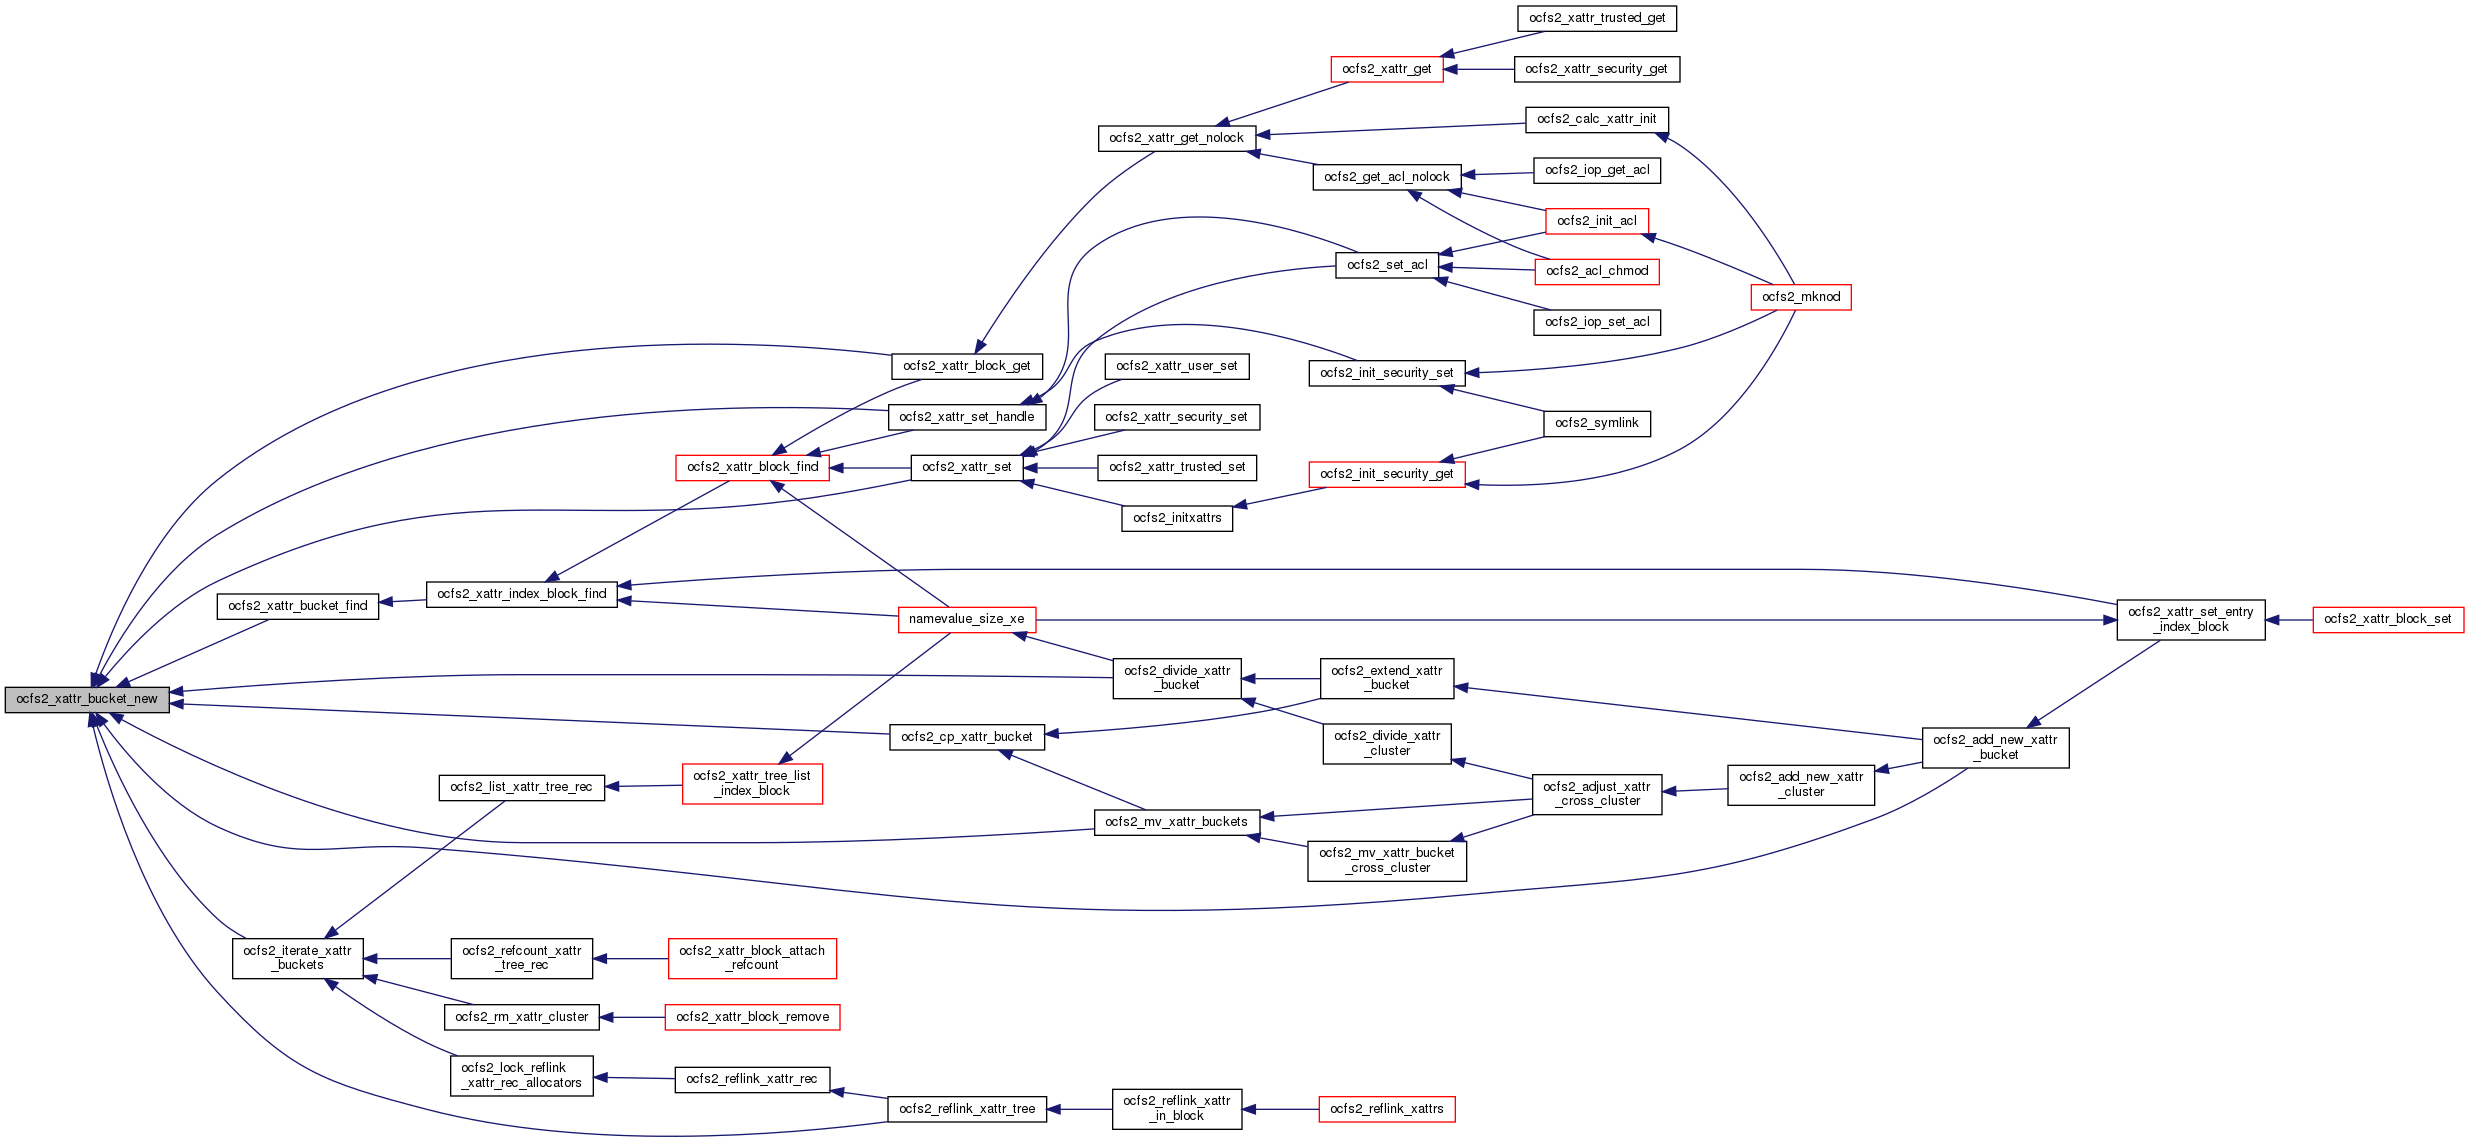 ocfs2_xattr_trusted_get
ocfs2_xattr_get
ocfs2_xattr_security_get
ocfs2_calc_xattr_init
ocfs2_xattr_get_nolock
ocfs2_get_acl_nolock
ocfs2_iop_get_acl
ocfs2_init_acl
ocfs2_set_acl
ocfs2_acl_chmod
ocfs2_mknod
ocfs2_iop_set_acl
ocfs2_xattr_block_get
ocfs2_xattr_user_set
ocfs2_init_security_set
ocfs2_xattr_set_handle
ocfs2_xattr_security_set
ocfs2_symlink
ocfs2_xattr_block_find
ocfs2_xattr_set
ocfs2_xattr_trusted_set
ocfs2_init_security_get
ocfs2_initxattrs
ocfs2_xattr_bucket_find
ocfs2_xattr_index_block_find
namevalue_size_xe
ocfs2_xattr_set_entry
_index_block
ocfs2_xattr_block_set
ocfs2_xattr_bucket_new
ocfs2_divide_xattr
_bucket
ocfs2_extend_xattr
_bucket
ocfs2_cp_xattr_bucket
ocfs2_divide_xattr
_cluster
ocfs2_add_new_xattr
_bucket
ocfs2_list_xattr_tree_rec
ocfs2_xattr_tree_list
_index_block
ocfs2_adjust_xattr
_cross_cluster
ocfs2_add_new_xattr
_cluster
ocfs2_mv_xattr_buckets
ocfs2_mv_xattr_bucket
_cross_cluster
ocfs2_iterate_xattr
_buckets
ocfs2_refcount_xattr
_tree_rec
ocfs2_xattr_block_attach
_refcount
ocfs2_rm_xattr_cluster
ocfs2_xattr_block_remove
ocfs2_lock_reflink
_xattr_rec_allocators
ocfs2_reflink_xattr_rec
ocfs2_reflink_xattr_tree
ocfs2_reflink_xattr
_in_block
ocfs2_reflink_xattrs